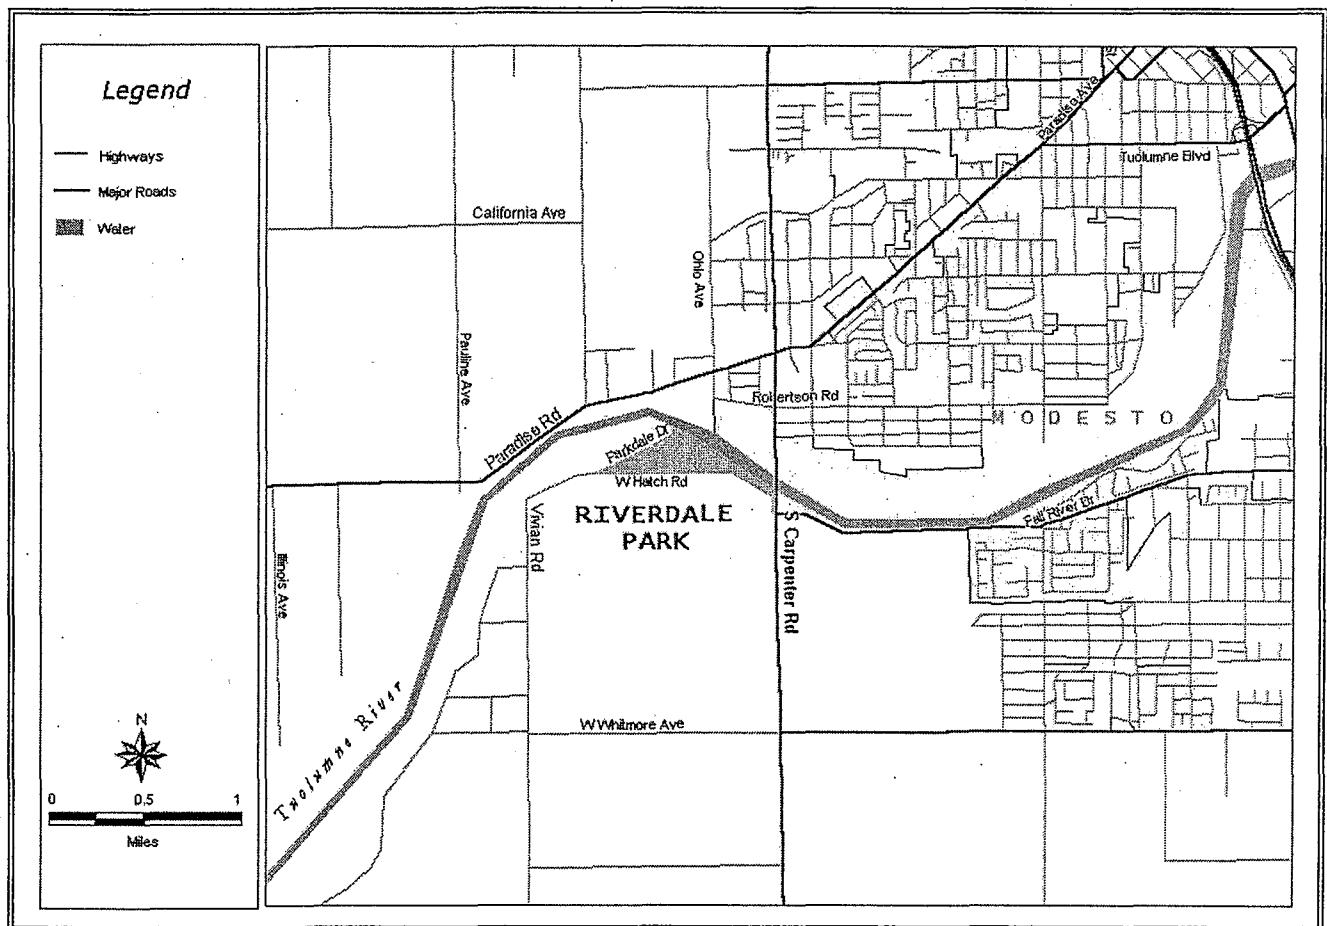 Legend
Highways
Major Roads
Water
N
0 0.5 1
Miles
St
Paradise Ave
Tuolumne Blvd
California Ave
Ohio Ave
Pauline Ave
Robertson Rd
MODESTO
Paradise Rd
Parkdale Dr
W Hatch Rd
RIVERDALE
PARK
Vivian Rd
S Carpenter Rd
Pell River Dr
Illinois Ave
Tuolumne River
W Whitmore Ave